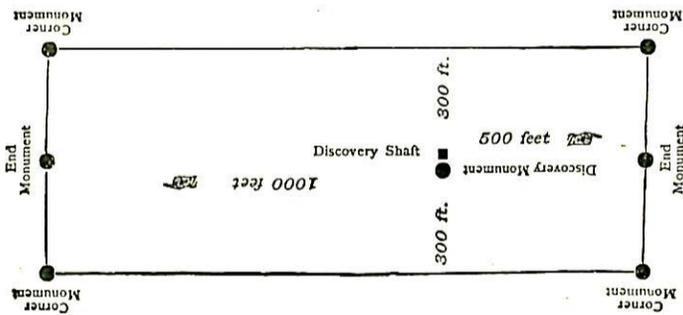 Corner
Monument
Corner
Monument
300 ft.
500 feet
End
Monument
Discovery Shaft
Discovery Monument
End
Monument
1000 feet
300 ft.
Corner
Monument
Corner
Monument